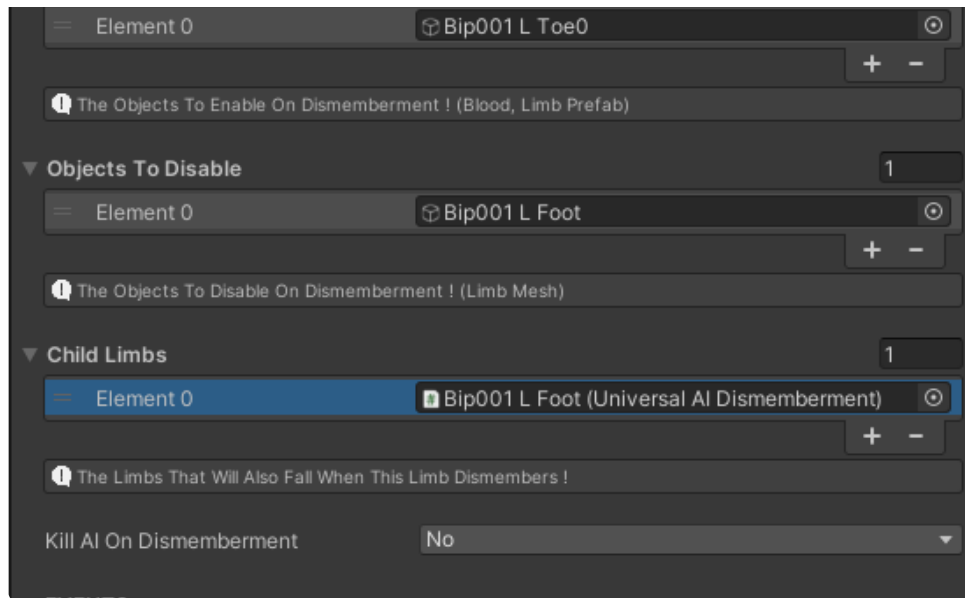 Element 0 Bip001 L Toe0
+ -
The Objects To Enable On Dismemberment ! (Blood, Limb Prefab)
Objects To Disable 1
Element 0 Bip001 L Foot
+ -
The Objects To Disable On Dismemberment ! (Limb Mesh)
Child Limbs 1
Element 0 Bip001 L Foot (Universal AI Dismemberment)
+ -
The Limbs That Will Also Fall When This Limb Dismembers !
Kill AI On Dismemberment No